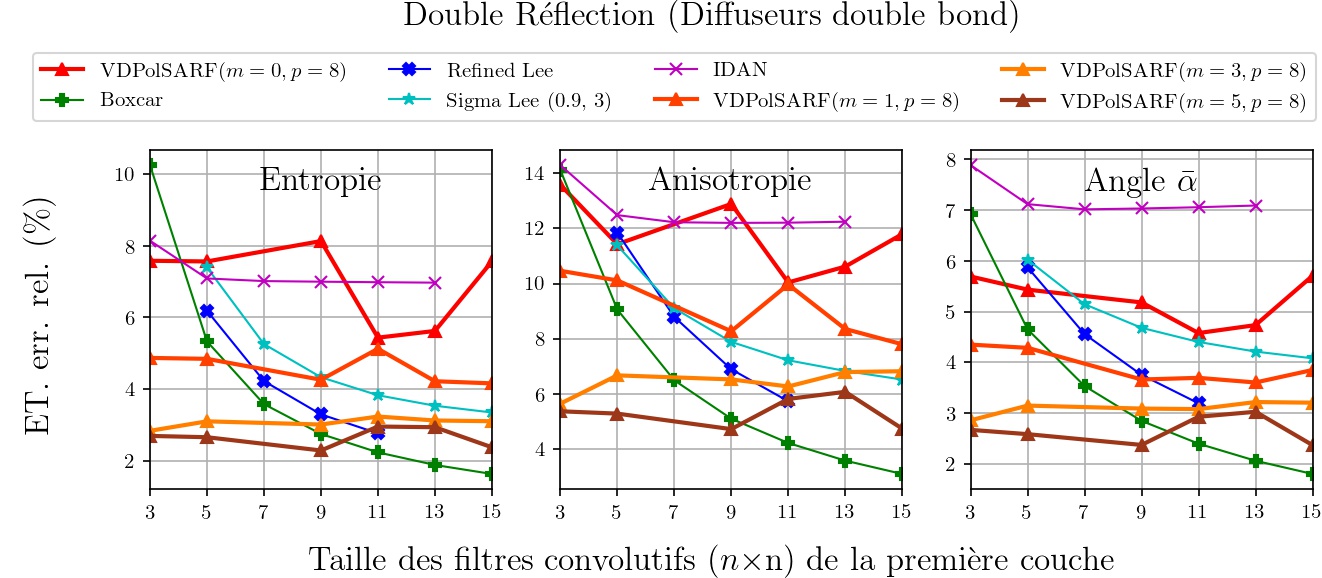 Double Réflection (Diffuseurs double bond)
VDPolSARF(m = 0, p = 8) Refined Lee IDAN VDPolSARF(m = 3, p = 8)
Boxcar Sigma Lee (0.9, 3) VDPolSARF(m = 1, p = 8) VDPolSARF(m = 5, p = 8)
ET. err. rel. (%)
Entropie
10
8
6
4
2
3 5 7 9 11 13 15
Anisotropie
14
12
10
8
6
4
3 5 7 9 11 13 15
Angle ᾱ
8
7
6
5
4
3
2
3 5 7 9 11 13 15
Taille des filtres convolutifs (n×n) de la première couche